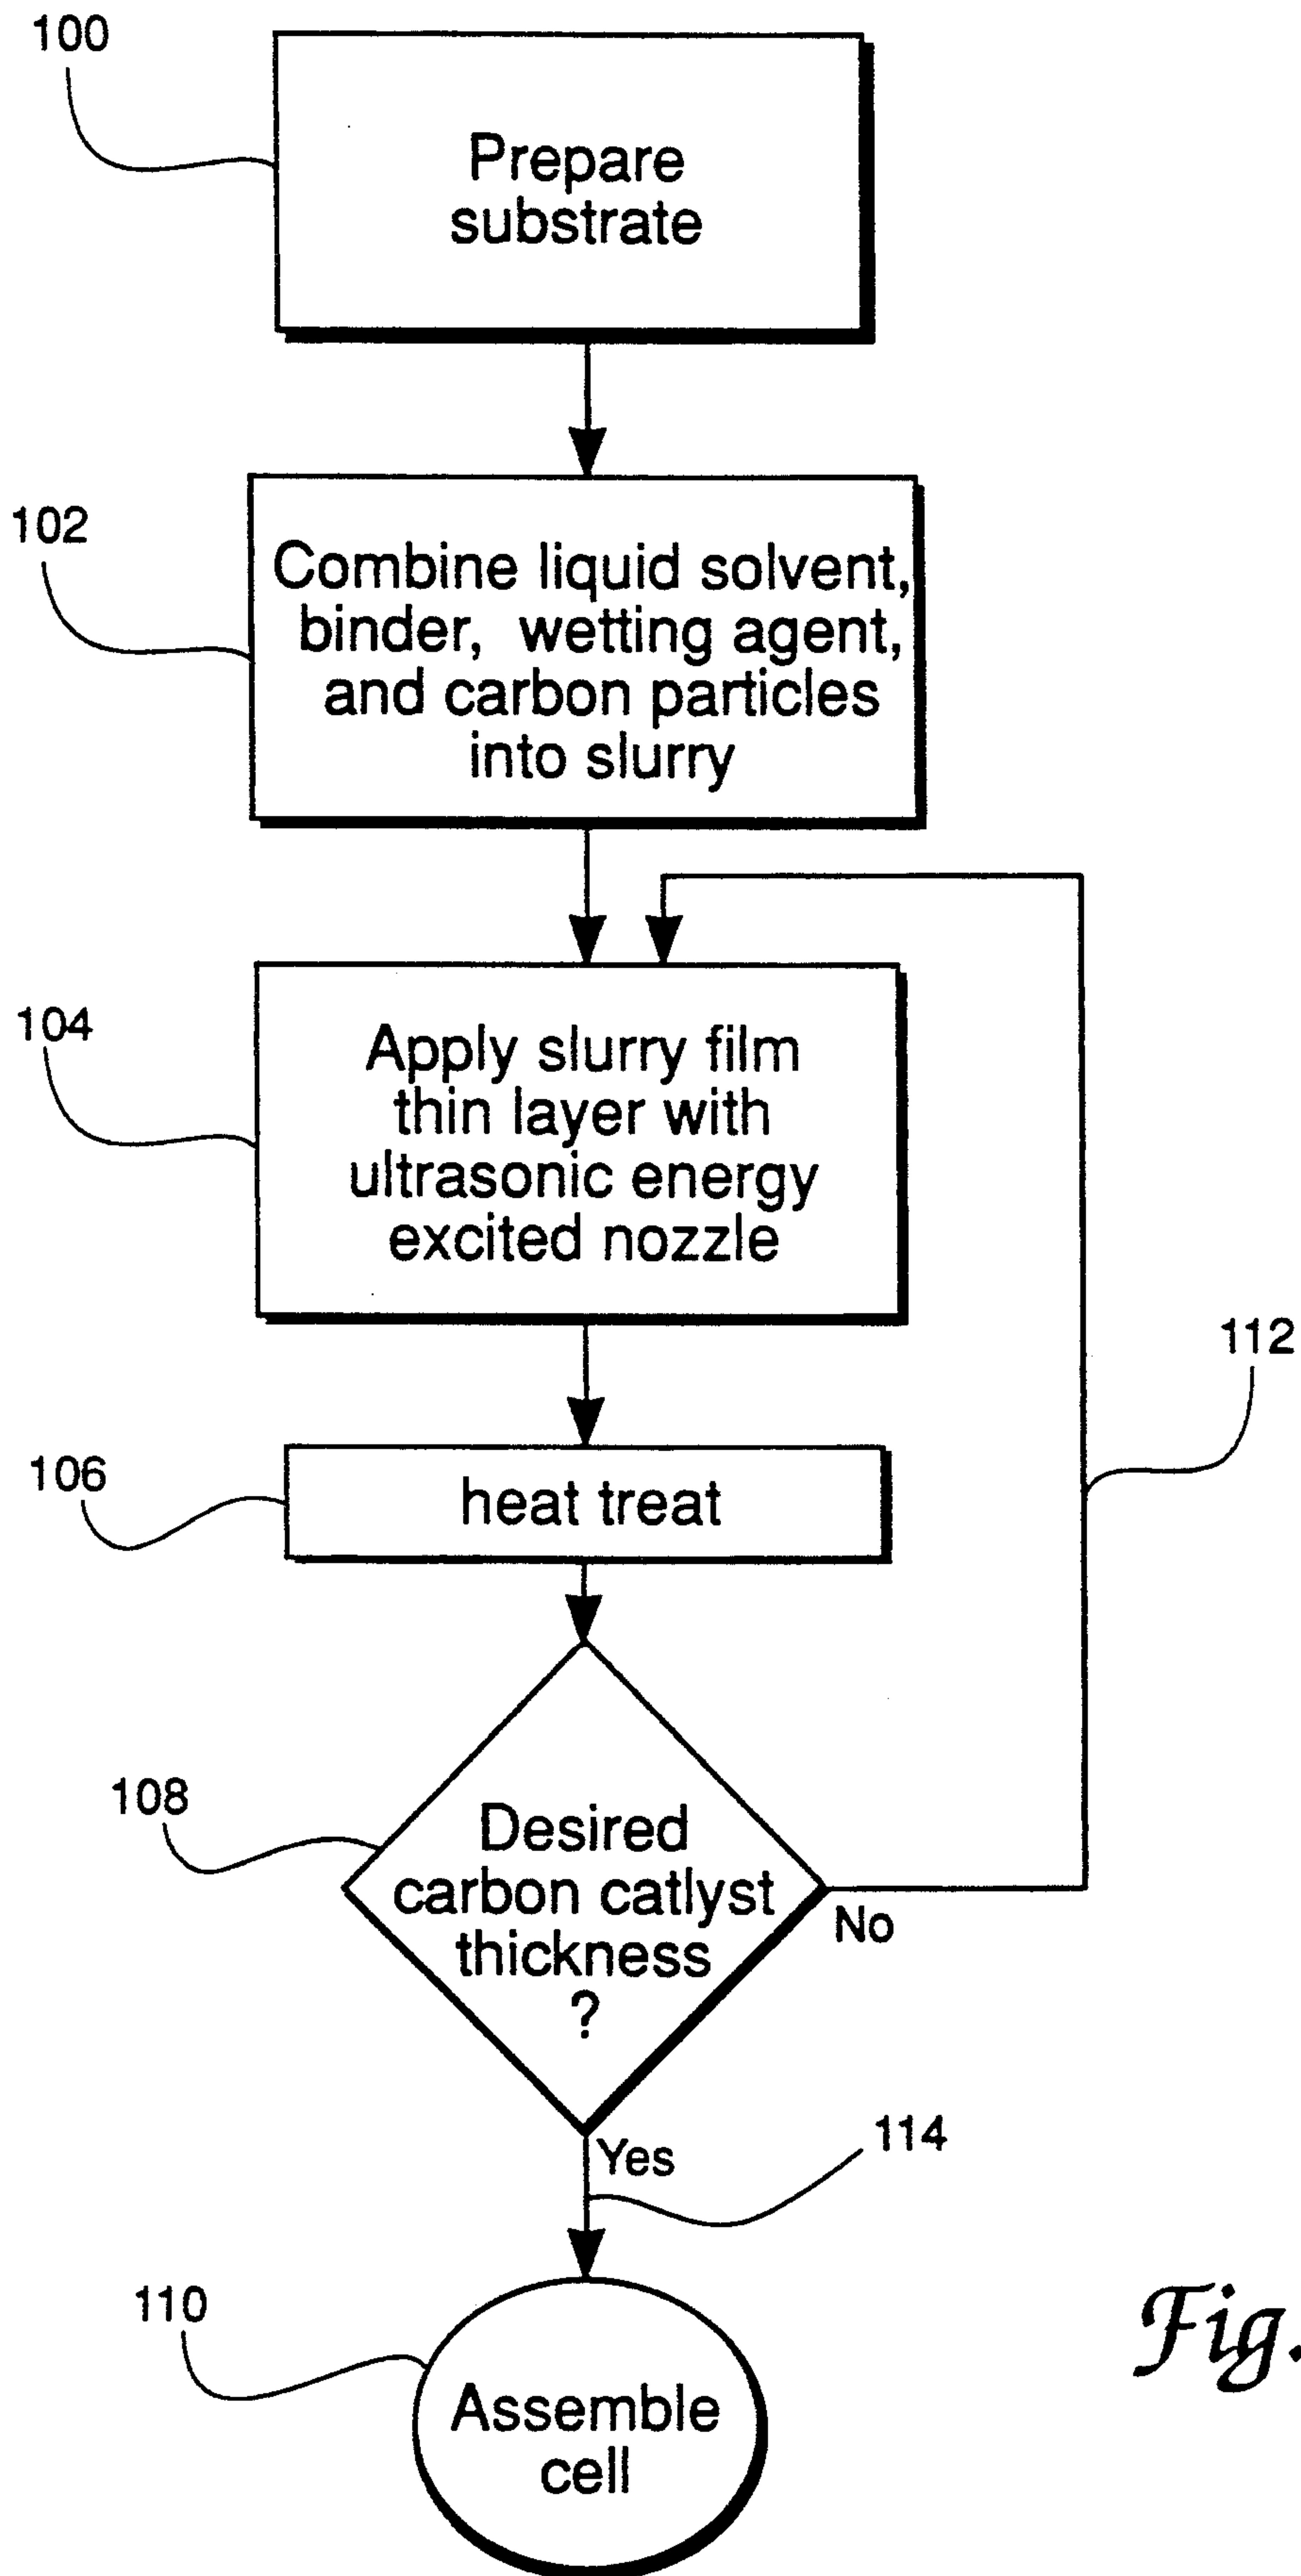 100
Prepare
substrate
102
Combine liquid solvent,
binder, wetting agent,
and carbon particles
into slurry
104
Apply slurry film
thin layer with
ultrasonic energy
excited nozzle
112
106
heat treat
108
Desired
carbon catlyst
thickness
?
No
Yes
114
110
Assemble
cell
Fig.